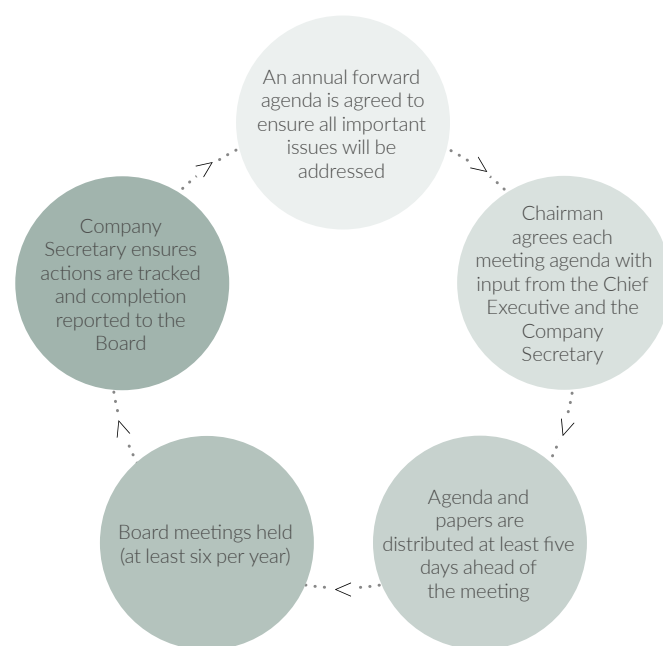 An annual forward
agenda is agreed to
ensure all important
issues will be
addressed
Chairman
agrees each
meeting agenda with
input from the Chief
Executive and the
Company
Secretary
Agenda and
papers are
distributed at least five
days ahead of
the meeting
Board meetings held
(at least six per year)
Company
Secretary ensures
actions are tracked
and completion
reported to the
Board